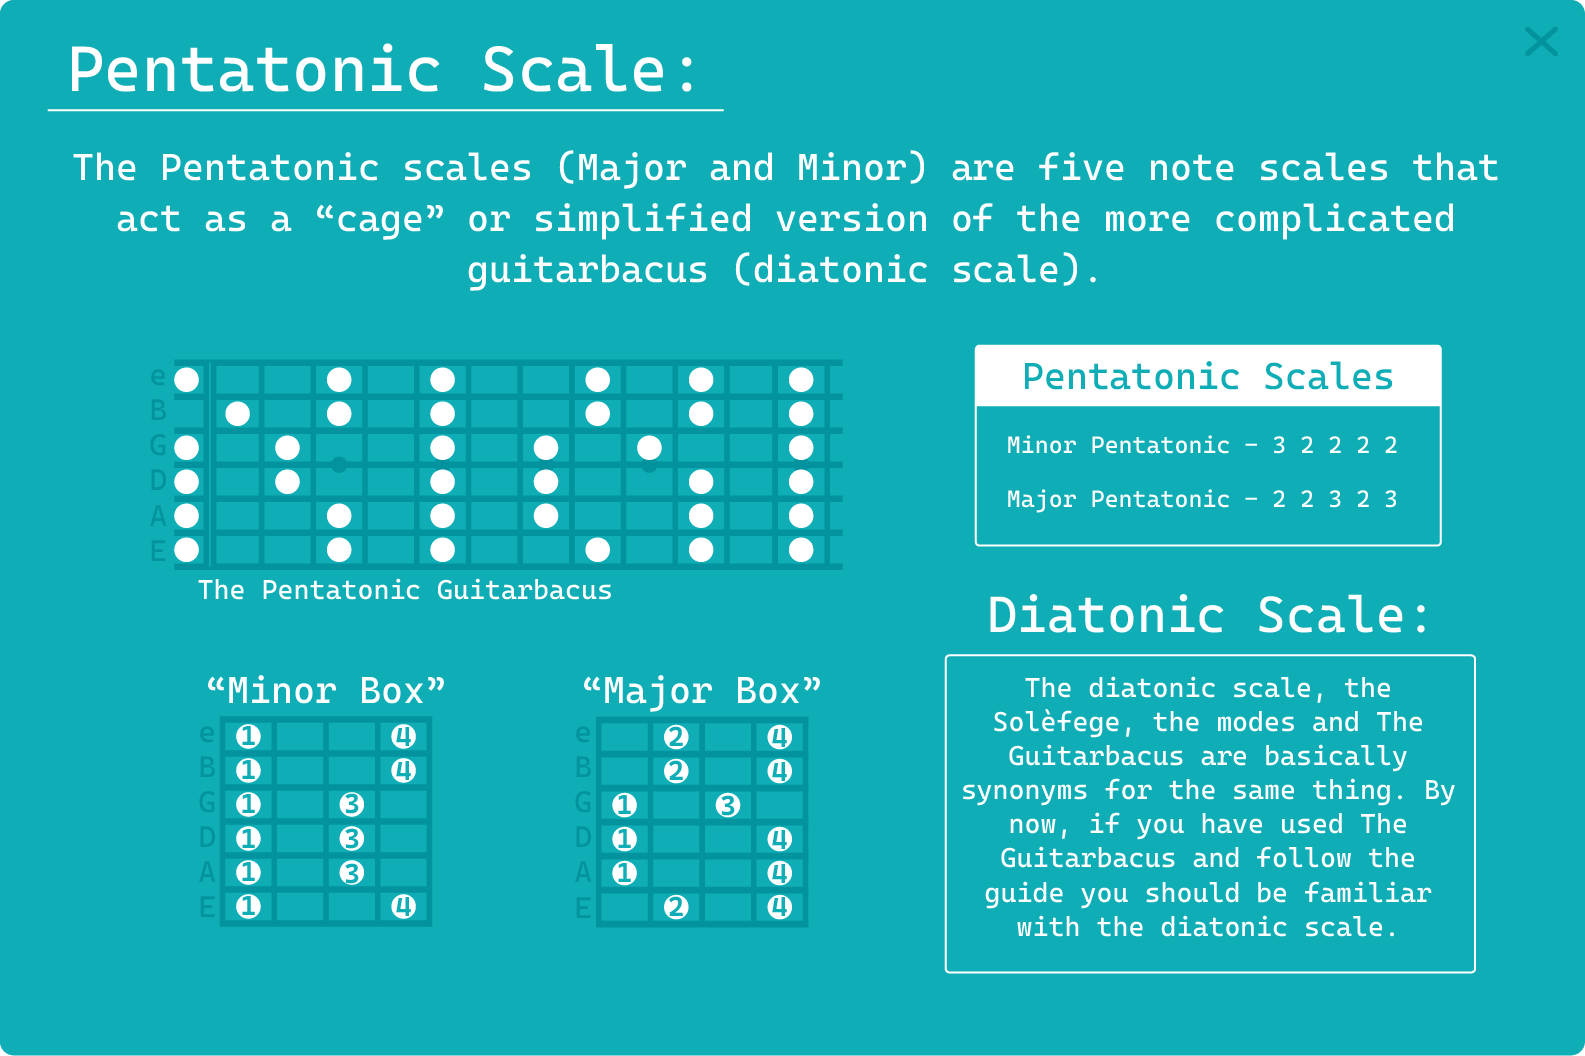 Pentatonic Scale:
The Pentatonic scales (Major and Minor) are five note scales that
act as a “cage” or simplified version of the more complicated
guitarbacus (diatonic scale).
e
B
G
D
A
E
The Pentatonic Guitarbacus
“Minor Box”
e 1 4
B 1 4
G 1 3
D 1 3
A 1 3
E 1 4
“Major Box”
e 2 4
B 2 4
G 1 3
D 1 4
A 1 4
E 2 4
Pentatonic Scales
Minor Pentatonic – 3 2 2 2 2
Major Pentatonic – 2 2 3 2 3
Diatonic Scale:
The diatonic scale, the
Solèfege, the modes and The
Guitarbacus are basically
synonyms for the same thing. By
now, if you have used The
Guitarbacus and follow the
guide you should be familiar
with the diatonic scale.